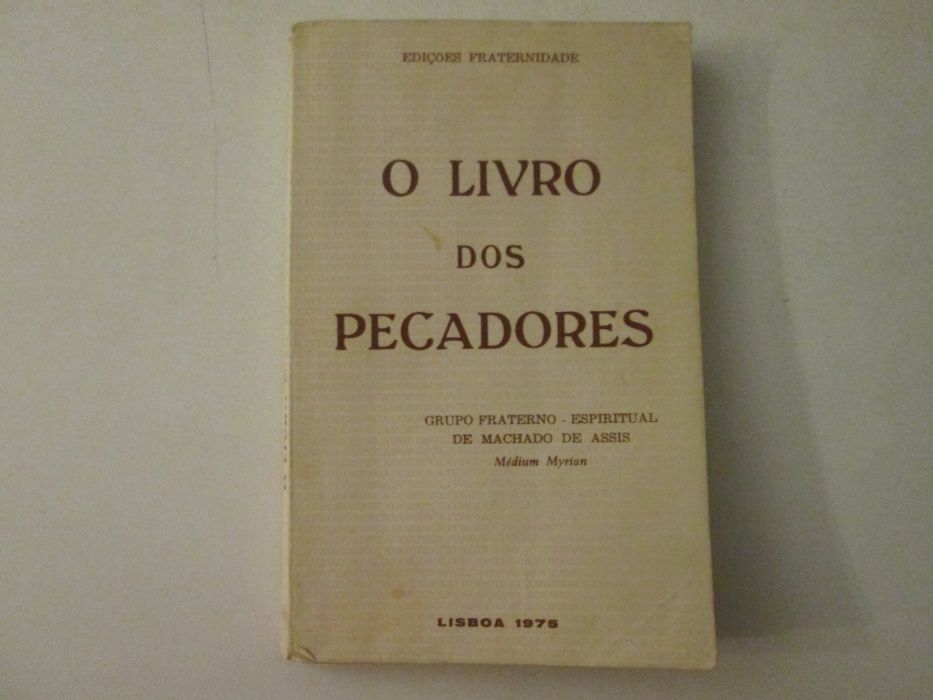 EDIÇÕES FRATERNIDADE
O LIVRO
DOS
PECADORES
GRUPO FRATERNO - ESPIRITUAL
DE MACHADO DE ASSIS
Médium Myrian
LISBOA 1975